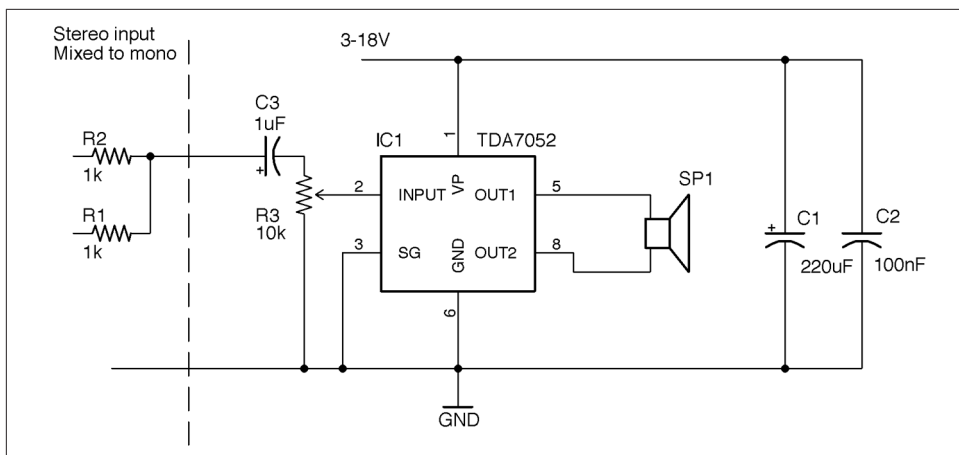 Stereo input
Mixed to mono
3-18V
C3
1uF
+
R2
1k
R1
1k
R3
10k
IC1
TDA7052
1
2
INPUT
VP
OUT1
5
3
SG
GND
OUT2
8
6
SP1
+
C1
220uF
C2
100nF
GND